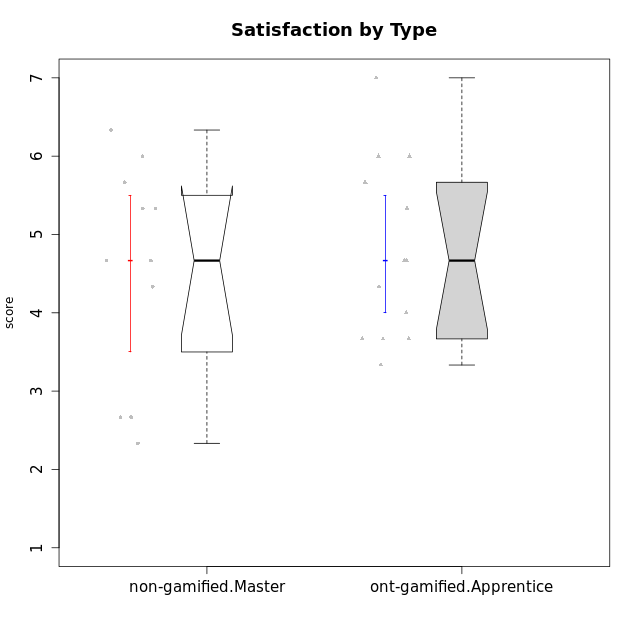 Satisfaction by Type
7
6
5
4
3
2
1
score
non-gamified.Master
ont-gamified.Apprentice